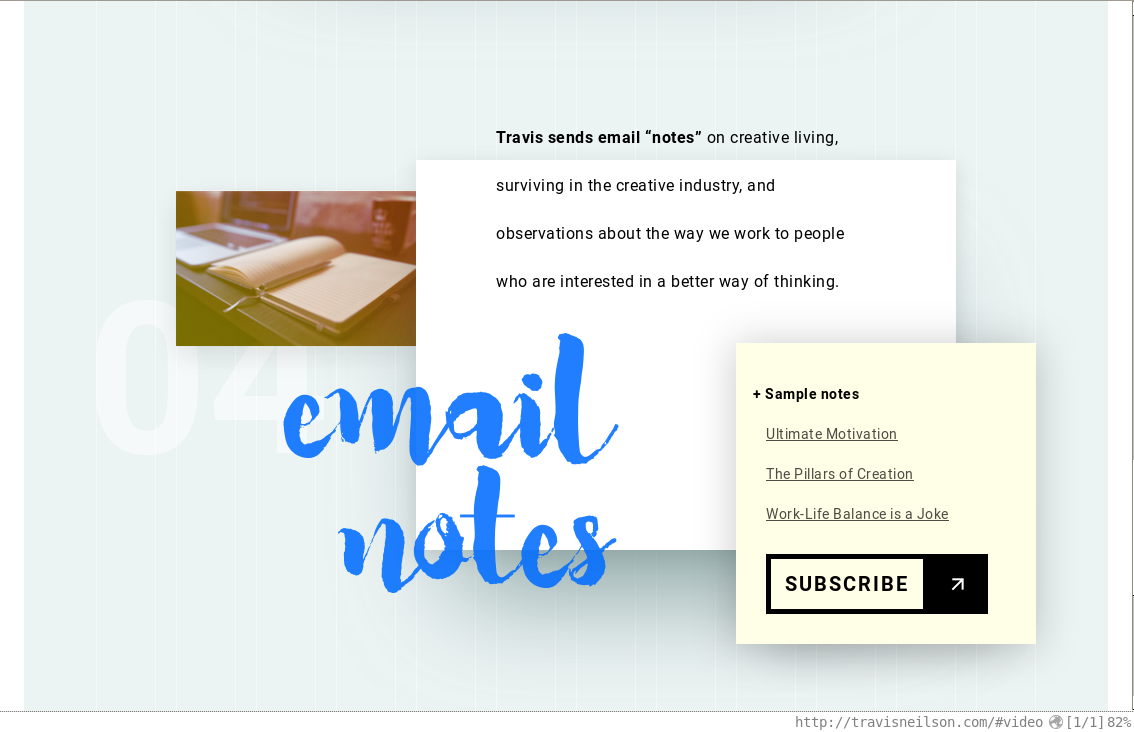 Travis sends email “notes” on creative living,
surviving in the creative industry, and
observations about the way we work to people
who are interested in a better way of thinking.
04
email
notes
+ Sample notes
Ultimate Motivation
The Pillars of Creation
Work-Life Balance is a Joke
SUBSCRIBE
http://travisneilson.com/#video [1/1] 82%